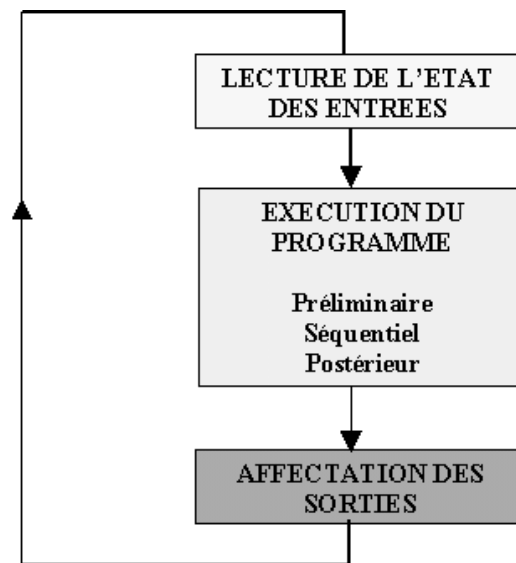 LECTURE DE L'ETAT
DES ENTREES
EXECUTION DU
PROGRAMME
Préliminaire
Séquentiel
Postérieur
AFFECTATION DES
SORTIES